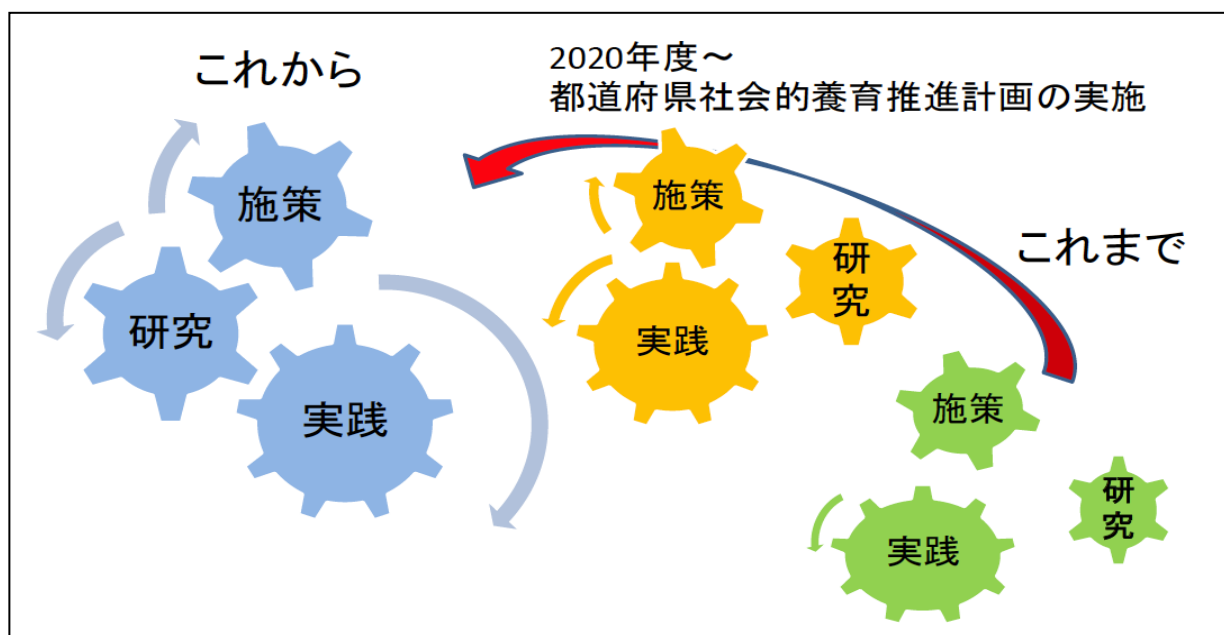 これから
2020年度～
都道府県社会的養育推進計画の実施
施策
研究
実践
施策
研
究
実践
これまで
施策
研
究
実践